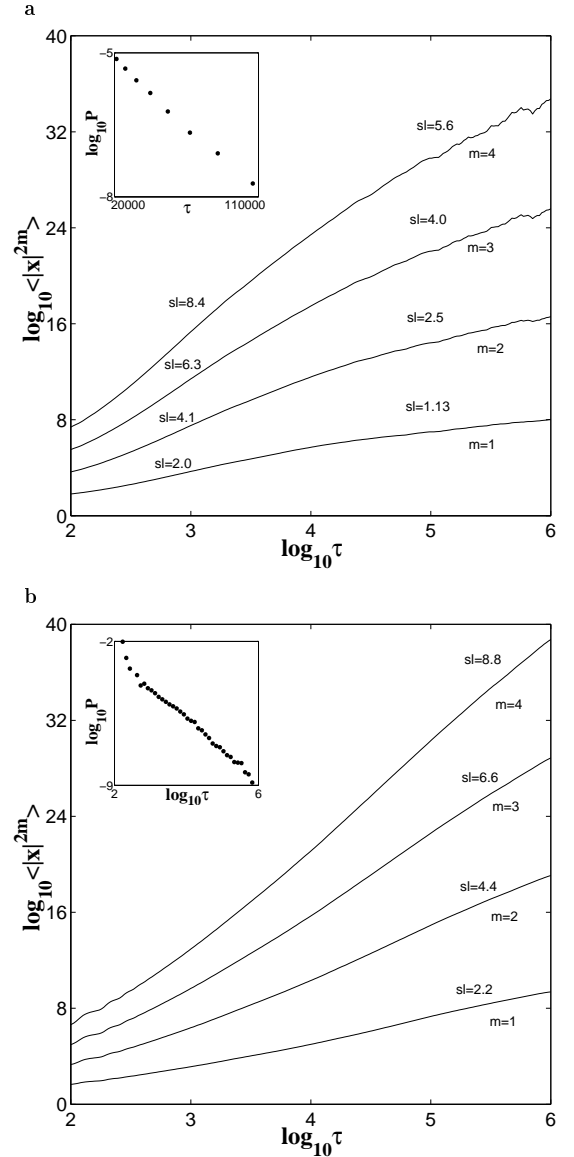 a
40
32
24
16
8
0
2
3
4
5
6
log10τ
log10<|x|^2m>
−5
−8
log10P
20000
110000
τ
sl=5.6
m=4
sl=4.0
m=3
sl=8.4
sl=2.5
sl=6.3
m=2
sl=4.1
sl=1.13
m=1
sl=2.0
b
40
32
24
16
8
0
2
3
4
5
6
log10τ
log10<|x|^2m>
−2
−9
log10P
2
6
log10τ
sl=8.8
m=4
sl=6.6
m=3
sl=4.4
m=2
sl=2.2
m=1